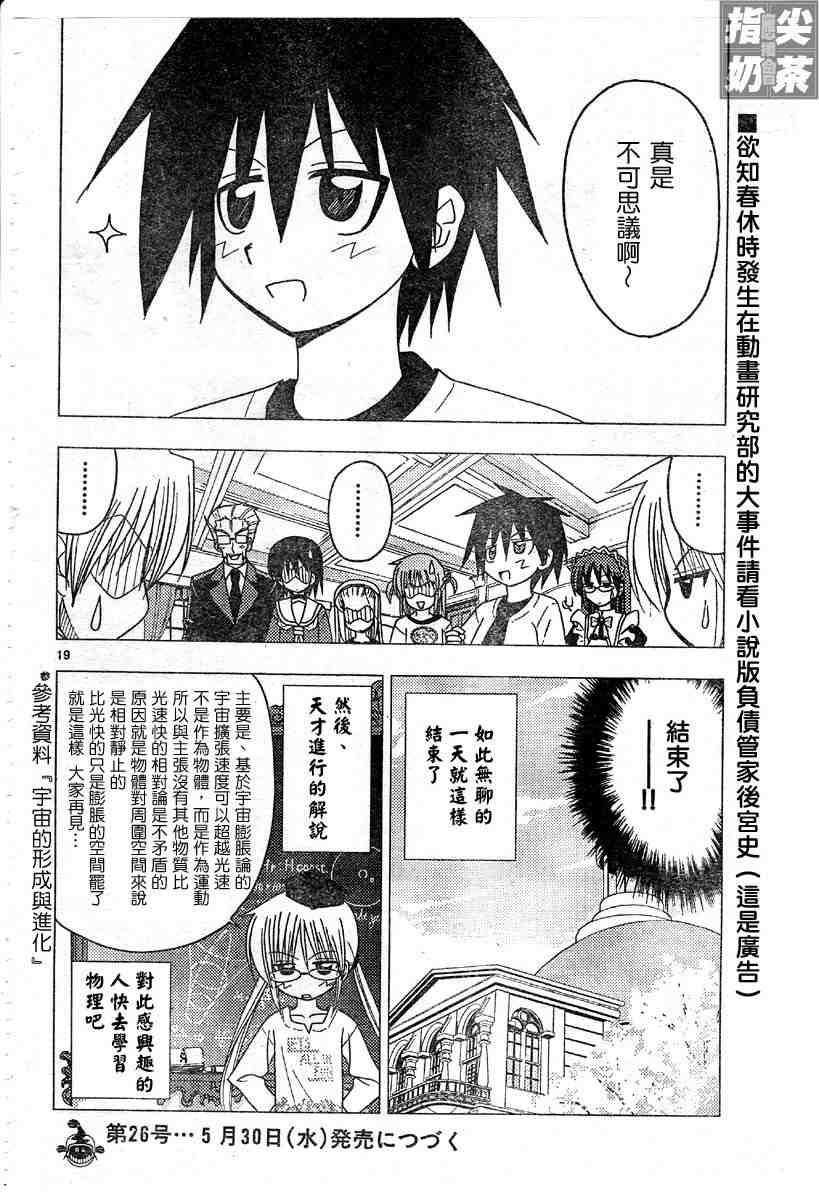 指尖
奶茶
■欲知春休時發生在動畫研究部的大事件請看小說版負債管家後宮史(這是廣告)
真是
不可思議啊~
………
………
………
19
結束了
——!!
如此無聊的
一天就這樣
結束了
然後、
天才進行的解說
主要是、基於宇宙膨脹論的
宇宙擴張速度可以超越光速
不是作為物體，而是作為運動
所以與主張沒有其他物質比
光速快的相對論是不矛盾的
原因就是物體對周圍空間來說
是相對靜止的
比光快的只是膨脹的空間罷了
就是這樣 大家再見…
對此感興趣的
人快去學習
物理吧
參考資料『宇宙的形成與進化』
第26号…5月30日(水)発売につづく